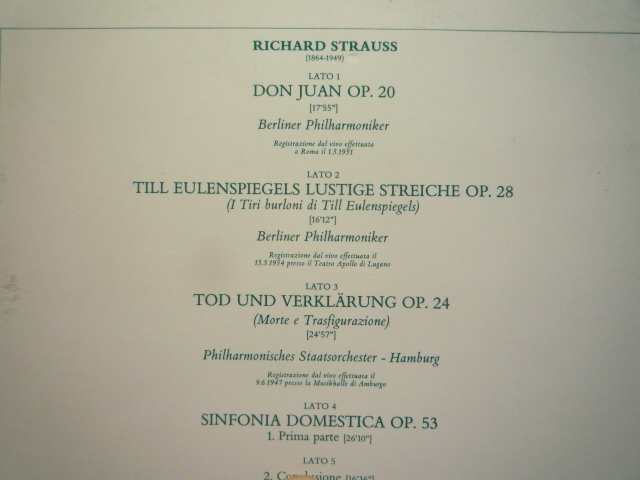 RICHARD STRAUSS
(1864-1949)
LATO 1
DON JUAN OP. 20
[17'55"]
Berliner Philharmoniker
Registrazione dal vivo effettuata
a Roma il 1.5.1951
LATO 2
TILL EULENSPIEGELS LUSTIGE STREICHE OP. 28
(I Tiri burloni di Till Eulenspiegels)
[16'12"]
Berliner Philharmoniker
Registrazione dal vivo effettuata il
15.5.1954 presso il Teatro Apollo di Lugano
LATO 3
TOD UND VERKLÄRUNG OP. 24
(Morte e Trasfigurazione)
[24'57"]
Philharmonisches Staatsorchester - Hamburg
Registrazione dal vivo effettuata il
9.6.1947 presso la Musikhalle di Amburgo
LATO 4
SINFONIA DOMESTICA OP. 53
1. Prima parte [26'10"]
LATO 5
2. Conclusione [16'36"]